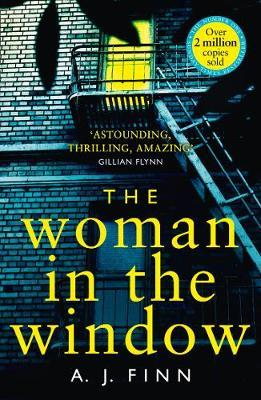 Over
2 million
copies
sold
'ASTOUNDING,
THRILLING, AMAZING'
GILLIAN FLYNN
THE
woman
in the
window
A. J. FINN